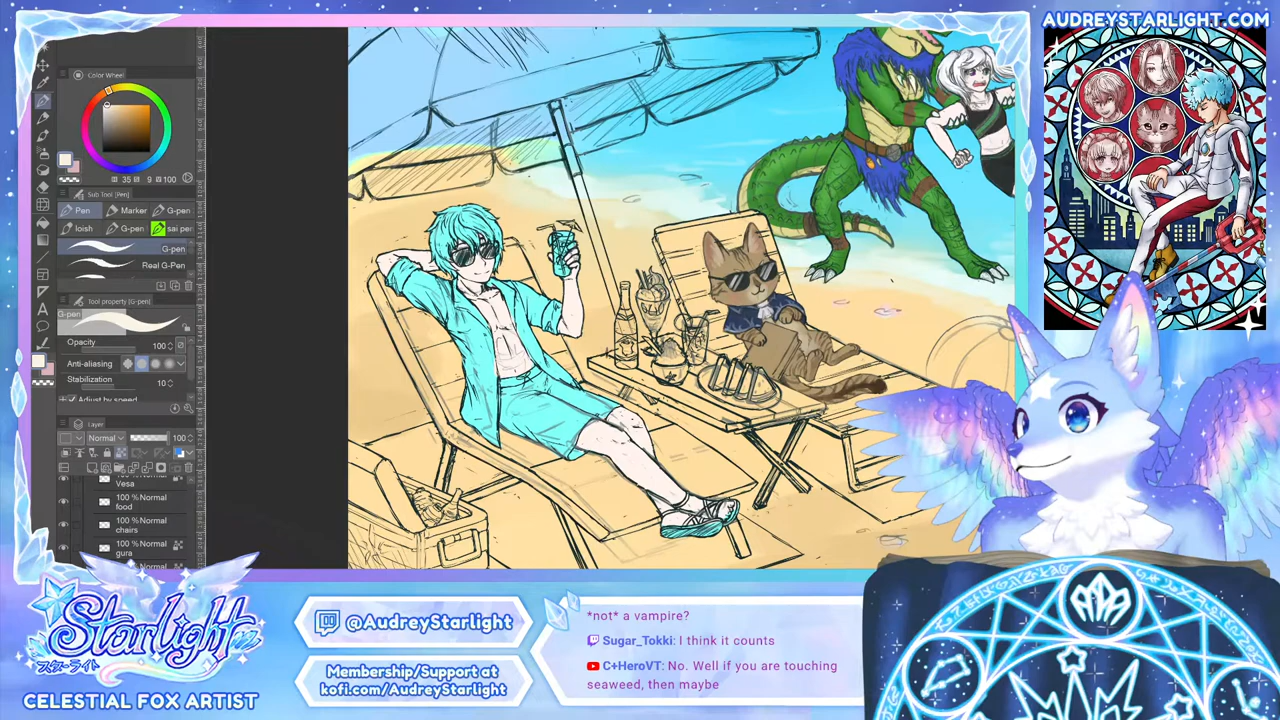 AUDREYSTARLIGHT.COM
Color Wheel
35 9 100
Sub Tool [Pen]
Pen
Marker
G-pen
loish
G-pen
sai pen
G-pen
Real G-Pen
Tool property [G-pen]
G-pen
Opacity
100
Anti-aliasing
Stabilization
10
Adjust by speed
Layer
Normal
100
Vesa
100 % Normal
food
100 % Normal
chairs
100 % Normal
gura
Starlight
スターライト
CELESTIAL FOX ARTIST
@AudreyStarlight
Membership/Support at
kofi.com/AudreyStarlight
*not* a vampire?
Sugar_Tokki: I think it counts
C+HeroVT: No. Well if you are touching
seaweed, then maybe